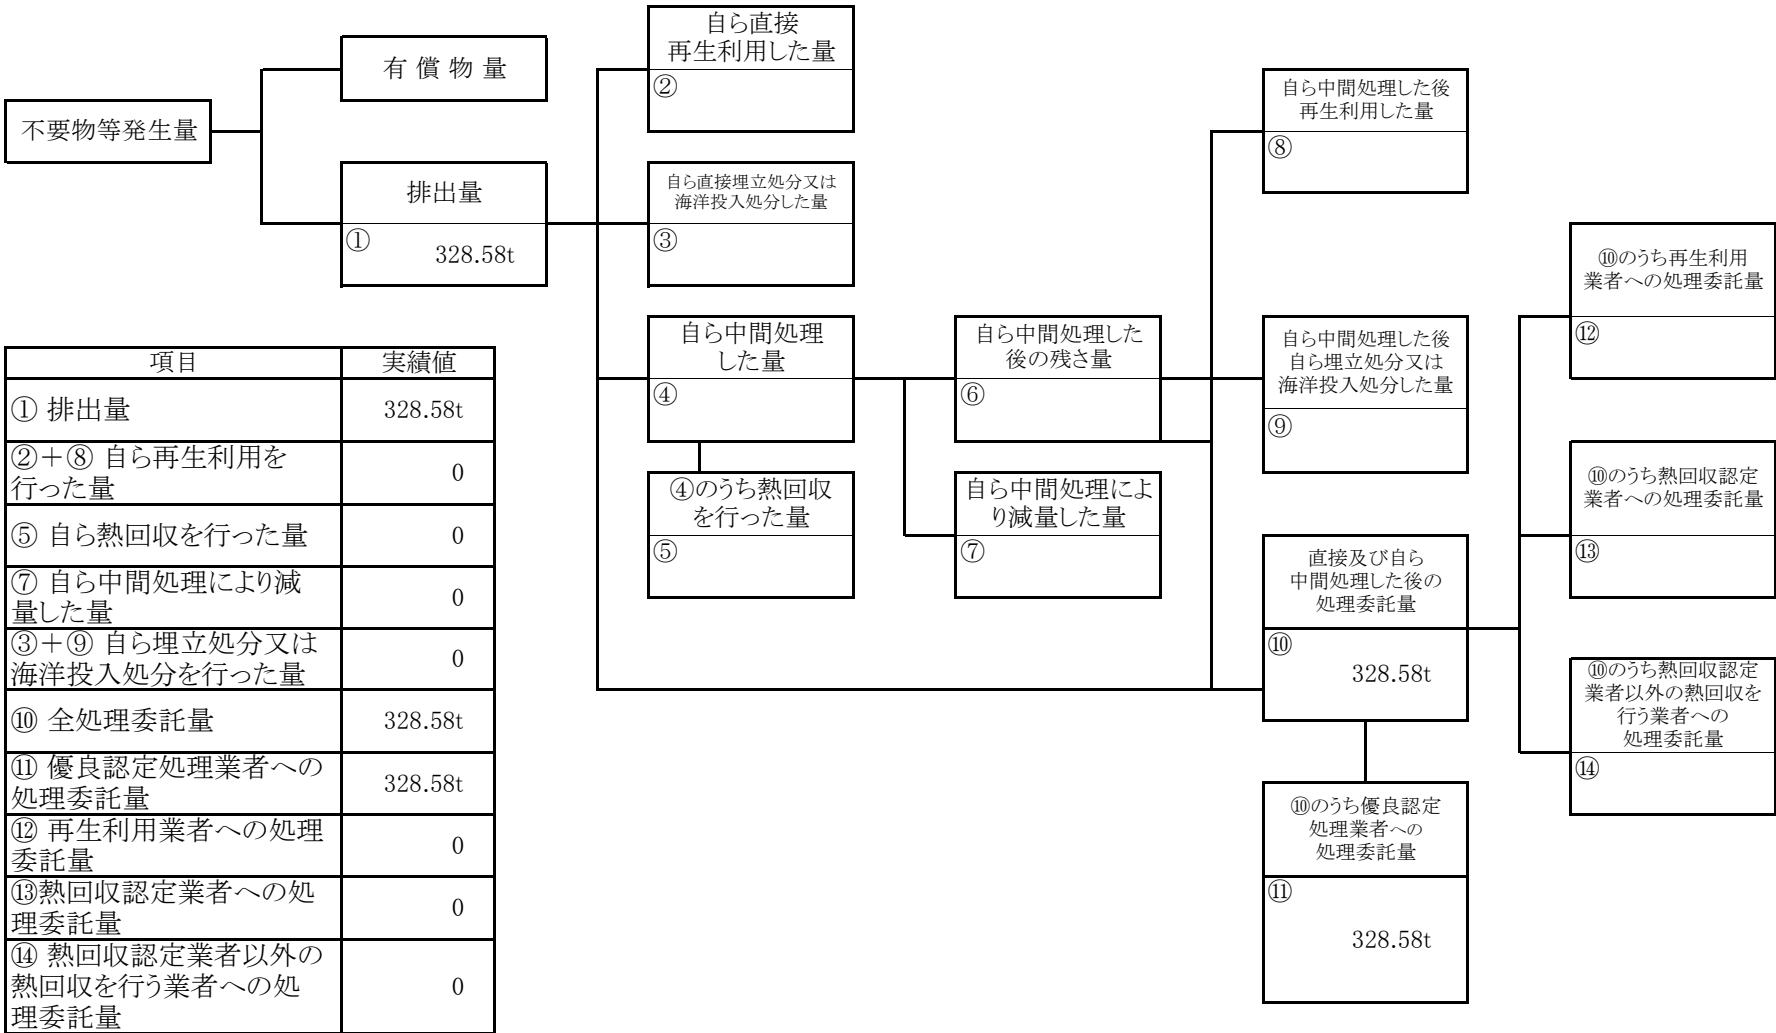 不要物等発生量
有償物量
排出量
①
328.58t
自ら直接
再生利用した量
②
自ら直接埋立処分又は
海洋投入処分した量
③
自ら中間処理
した量
④
④のうち熱回収
を行った量
⑤
自ら中間処理した
後の残さ量
⑥
自ら中間処理によ
り減量した量
⑦
自ら中間処理した後
再生利用した量
⑧
自ら中間処理した後
自ら埋立処分又は
海洋投入処分した量
⑨
直接及び自ら
中間処理した後の
処理委託量
⑩
328.58t
⑩のうち優良認定
処理業者への
処理委託量
⑪
328.58t
⑩のうち再生利用
業者への処理委託量
⑫
⑩のうち熱回収認定
業者への処理委託量
⑬
⑩のうち熱回収認定
業者以外の熱回収を
行う業者への
処理委託量
⑭
項目 実績値
① 排出量 328.58t
②＋⑧ 自ら再生利用を
行った量 0
⑤ 自ら熱回収を行った量 0
⑦ 自ら中間処理により減
量した量 0
③＋⑨ 自ら埋立処分又は
海洋投入処分を行った量 0
⑩ 全処理委託量 328.58t
⑪ 優良認定処理業者への
処理委託量 328.58t
⑫ 再生利用業者への処理
委託量 0
⑬熱回収認定業者への処
理委託量 0
⑭ 熱回収認定業者以外の
熱回収を行う業者への処
理委託量 0